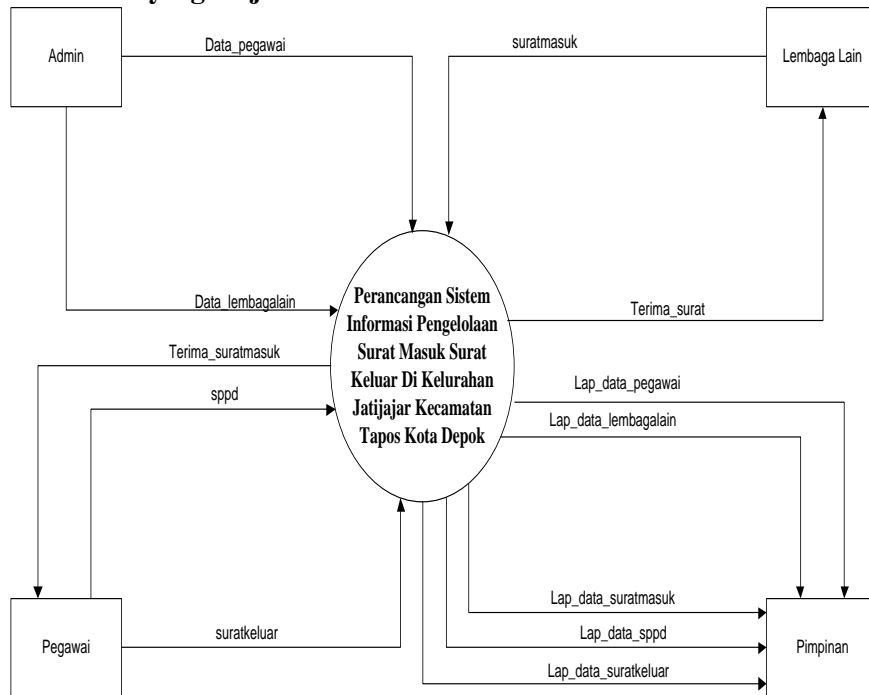 Admin
Data_pegawai
suratmasuk
Lembaga Lain
Data_lembagalain
Perancangan Sistem
Informasi Pengelolaan
Surat Masuk Surat
Keluar Di Kelurahan
Jatijajar Kecamatan
Tapos Kota Depok
Terima_surat
Terima_suratmasuk
sppd
Lap_data_pegawai
Lap_data_lembagalain
Pegawai
suratkeluar
Lap_data_suratmasuk
Lap_data_sppd
Lap_data_suratkeluar
Pimpinan